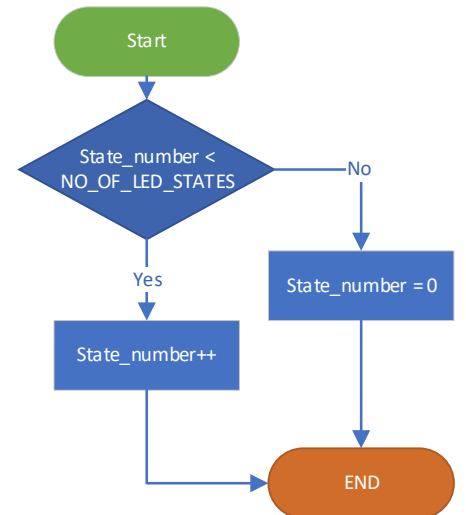 Start
State_number <
NO_OF_LED_STATES
No
Yes
State_number = 0
State_number++
END